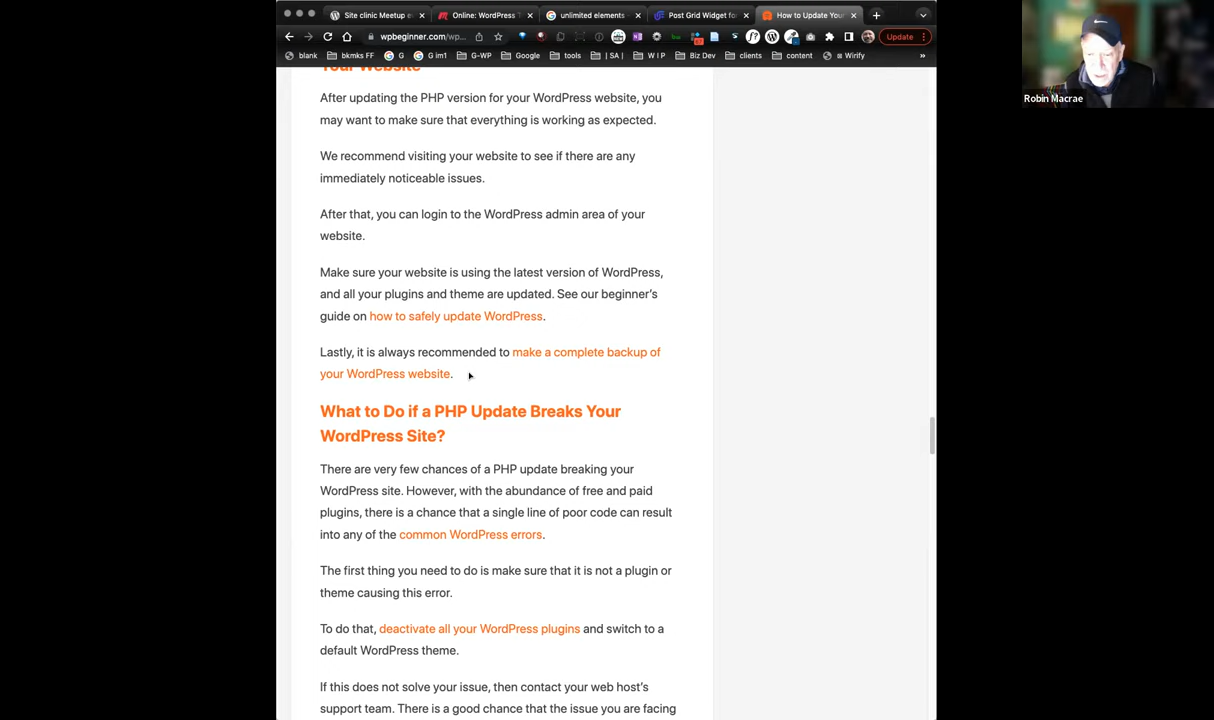 Site clinic Meetup e
Online: WordPress T
unlimited elements
Post Grid Widget for
How to Update Your
wpbeginner.com/wp...
Update
blank
bkmks FF
G
G im1
G-WP
Google
tools
| SA |
W I P
Biz Dev
clients
content
Wirify
»
Robin Macrae
Your Website
After updating the PHP version for your WordPress website, you
may want to make sure that everything is working as expected.
We recommend visiting your website to see if there are any
immediately noticeable issues.
After that, you can login to the WordPress admin area of your
website.
Make sure your website is using the latest version of WordPress,
and all your plugins and theme are updated. See our beginner's
guide on how to safely update WordPress.
Lastly, it is always recommended to make a complete backup of
your WordPress website.
What to Do if a PHP Update Breaks Your
WordPress Site?
There are very few chances of a PHP update breaking your
WordPress site. However, with the abundance of free and paid
plugins, there is a chance that a single line of poor code can result
into any of the common WordPress errors.
The first thing you need to do is make sure that it is not a plugin or
theme causing this error.
To do that, deactivate all your WordPress plugins and switch to a
default WordPress theme.
If this does not solve your issue, then contact your web host's
support team. There is a good chance that the issue you are facing